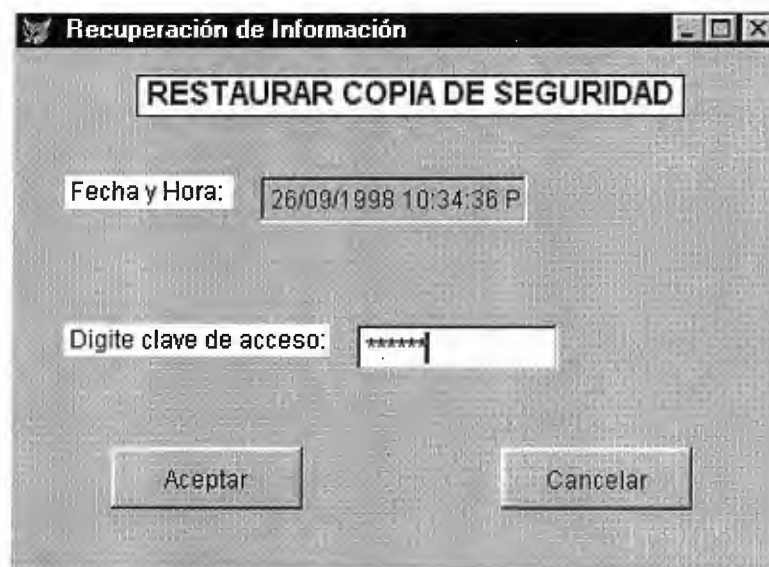 Recuperación de Información
RESTAURAR COPIA DE SEGURIDAD
Fecha y Hora: 26/09/1998 10:34:36 P
Digite clave de acceso: ******
Aceptar Cancelar